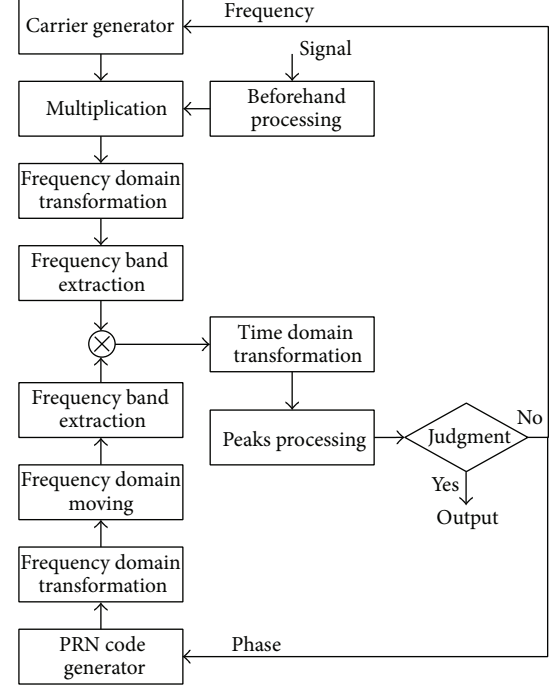 Frequency
Carrier generator
Signal
Multiplication
Beforehand
processing
Frequency domain
transformation
Frequency band
extraction
Time domain
transformation
Frequency band
extraction
Peaks processing
Judgment
No
Yes
Output
Frequency domain
moving
Frequency domain
transformation
PRN code
generator
Phase